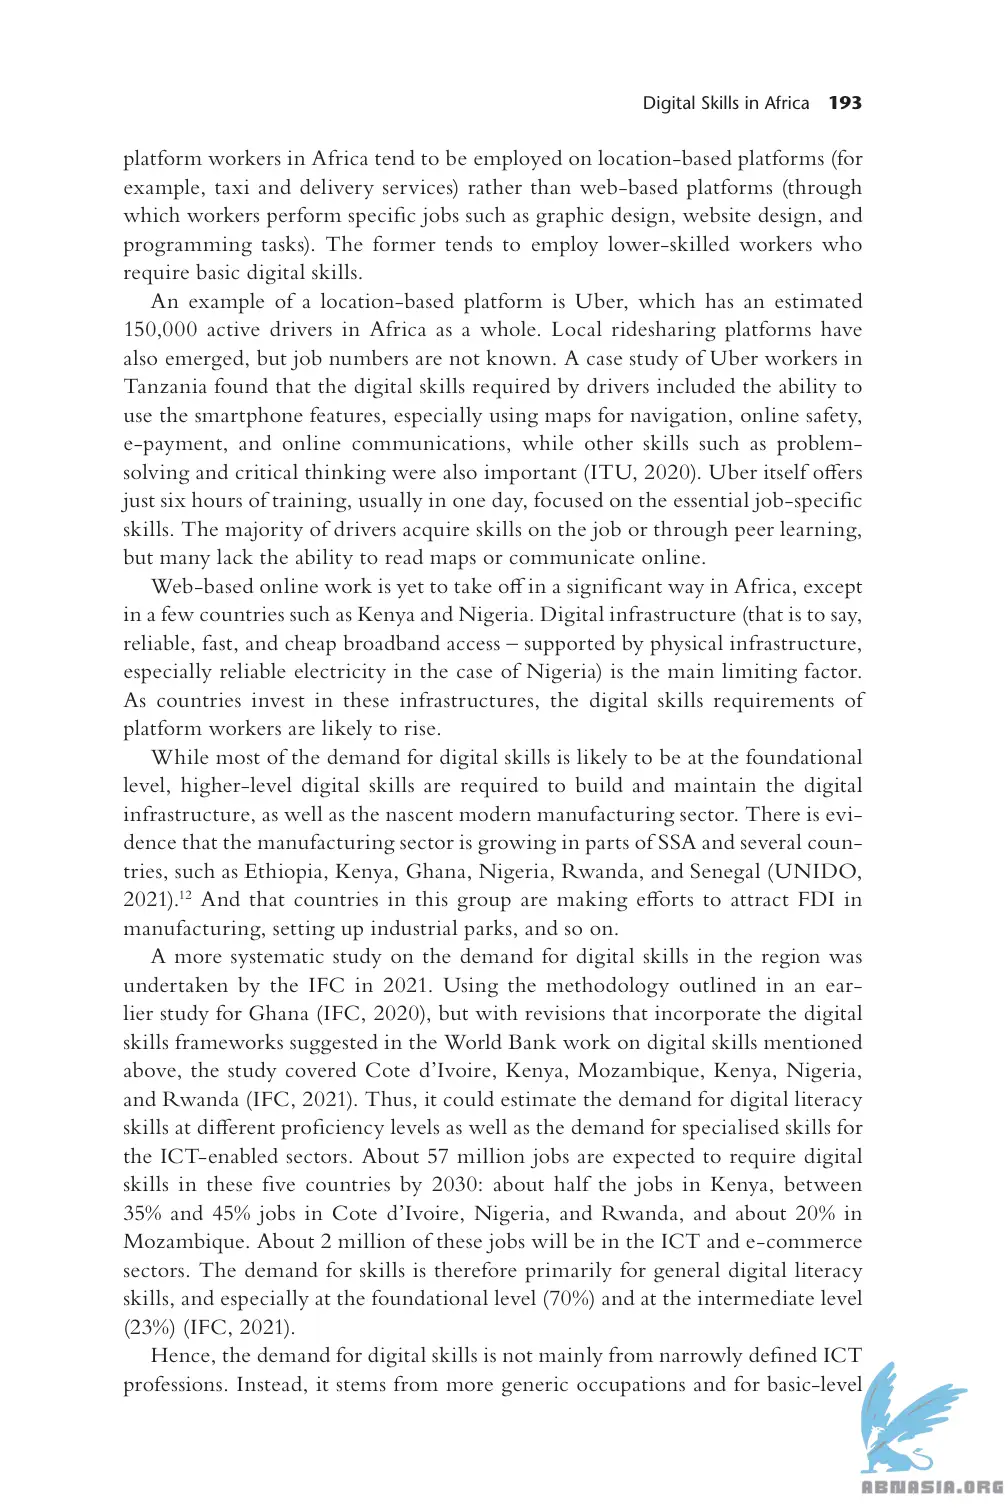 Digital Skills in Africa 193
platform workers in Africa tend to be employed on location-based platforms (for
example, taxi and delivery services) rather than web-based platforms (through
which workers perform specific jobs such as graphic design, website design, and
programming tasks). The former tends to employ lower-skilled workers who
require basic digital skills.
An example of a location-based platform is Uber, which has an estimated
150,000 active drivers in Africa as a whole. Local ridesharing platforms have
also emerged, but job numbers are not known. A case study of Uber workers in
Tanzania found that the digital skills required by drivers included the ability to
use the smartphone features, especially using maps for navigation, online safety,
e-payment, and online communications, while other skills such as problem-
solving and critical thinking were also important (ITU, 2020). Uber itself offers
just six hours of training, usually in one day, focused on the essential job-specific
skills. The majority of drivers acquire skills on the job or through peer learning,
but many lack the ability to read maps or communicate online.
Web-based online work is yet to take off in a significant way in Africa, except
in a few countries such as Kenya and Nigeria. Digital infrastructure (that is to say,
reliable, fast, and cheap broadband access – supported by physical infrastructure,
especially reliable electricity in the case of Nigeria) is the main limiting factor.
As countries invest in these infrastructures, the digital skills requirements of
platform workers are likely to rise.
While most of the demand for digital skills is likely to be at the foundational
level, higher-level digital skills are required to build and maintain the digital
infrastructure, as well as the nascent modern manufacturing sector. There is evi-
dence that the manufacturing sector is growing in parts of SSA and several coun-
tries, such as Ethiopia, Kenya, Ghana, Nigeria, Rwanda, and Senegal (UNIDO,
2021).¹² And that countries in this group are making efforts to attract FDI in
manufacturing, setting up industrial parks, and so on.
A more systematic study on the demand for digital skills in the region was
undertaken by the IFC in 2021. Using the methodology outlined in an ear-
lier study for Ghana (IFC, 2020), but with revisions that incorporate the digital
skills frameworks suggested in the World Bank work on digital skills mentioned
above, the study covered Cote d’Ivoire, Kenya, Mozambique, Kenya, Nigeria,
and Rwanda (IFC, 2021). Thus, it could estimate the demand for digital literacy
skills at different proficiency levels as well as the demand for specialised skills for
the ICT-enabled sectors. About 57 million jobs are expected to require digital
skills in these five countries by 2030: about half the jobs in Kenya, between
35% and 45% jobs in Cote d’Ivoire, Nigeria, and Rwanda, and about 20% in
Mozambique. About 2 million of these jobs will be in the ICT and e-commerce
sectors. The demand for skills is therefore primarily for general digital literacy
skills, and especially at the foundational level (70%) and at the intermediate level
(23%) (IFC, 2021).
Hence, the demand for digital skills is not mainly from narrowly defined ICT
professions. Instead, it stems from more generic occupations and for basic-level
ABNASIA.ORG